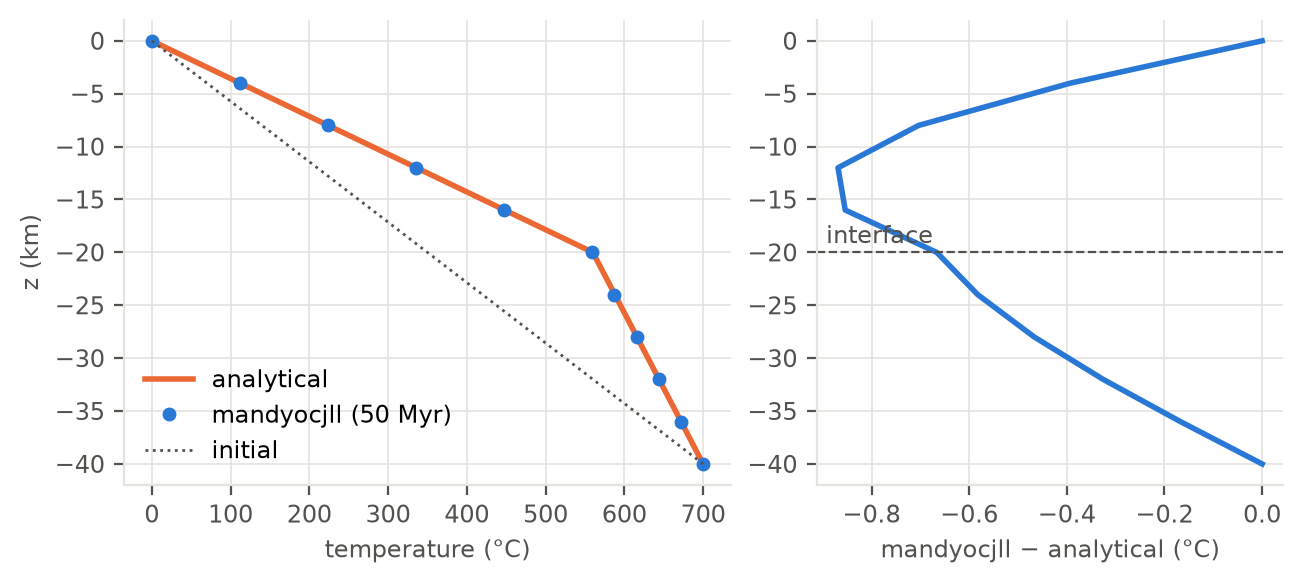 0
−5
−10
−15
−20
−25
−30
−35
−40
z (km)
0 100 200 300 400 500 600 700
temperature (°C)
analytical
mandyocjll (50 Myr)
initial
0
−5
−10
−15
−20
−25
−30
−35
−40
interface
−0.8 −0.6 −0.4 −0.2 0.0
mandyocjll − analytical (°C)